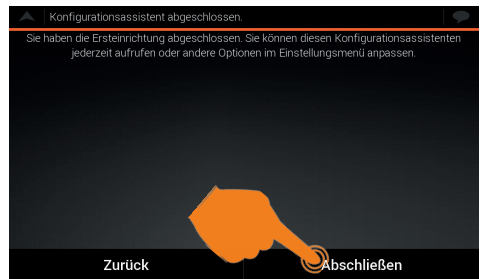 Konfigurationsassistent abgeschlossen.
Sie haben die Ersteinrichtung abgeschlossen. Sie können diesen Konfigurationsassistenten
jederzeit aufrufen oder andere Optionen im Einstellungsmenü anpassen.
Zurück
Abschließen